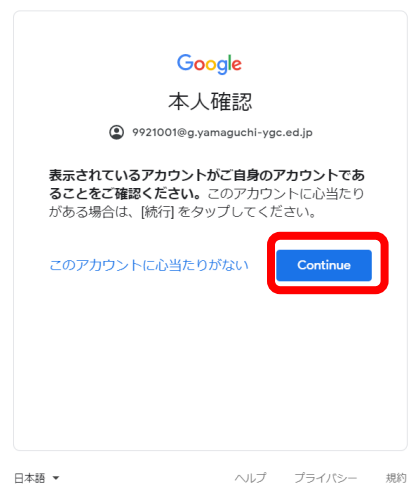 Google
本人確認
9921001@g.yamaguchi-ygc.ed.jp
表示されているアカウントがご自身のアカウントであ
ることをご確認ください。このアカウントに心当たり
がある場合は、[続行] をタップしてください。
このアカウントに心当たりがない Continue
日本語 ヘルプ プライバシー 規約